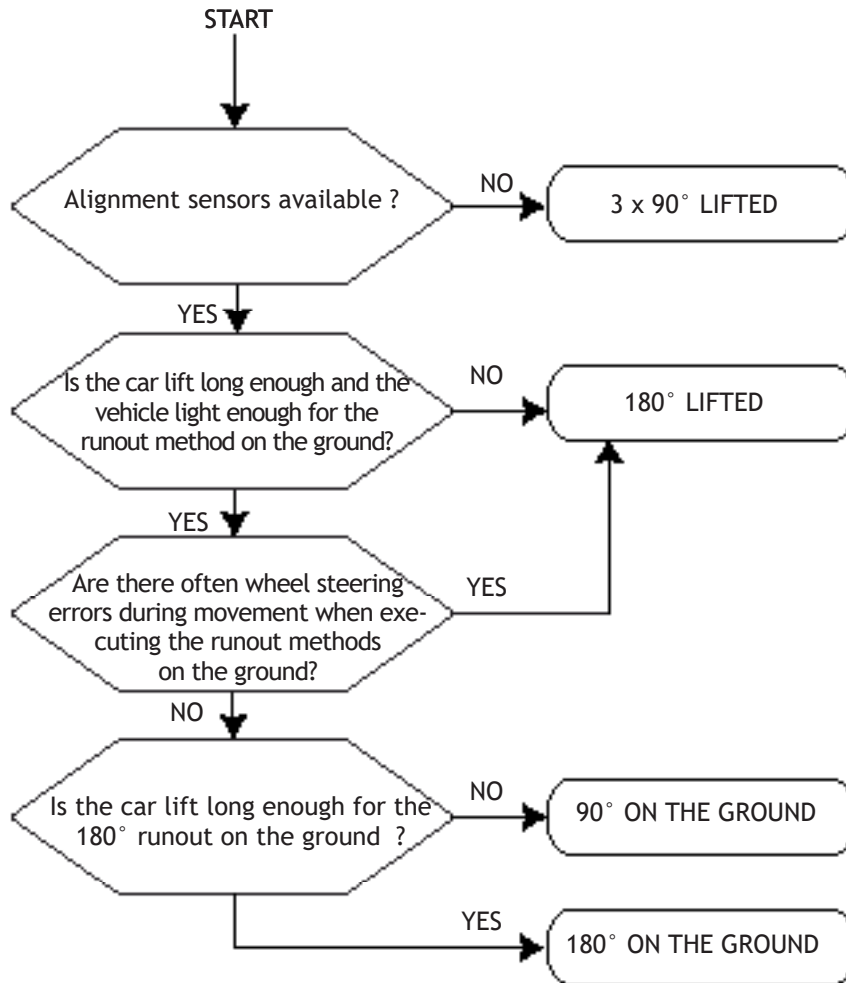 START
Alignment sensors available ?
NO
3 x 90° LIFTED
YES
Is the car lift long enough and the
vehicle light enough for the
runout method on the ground?
NO
180° LIFTED
YES
Are there often wheel steering
errors during movement when exe-
cuting the runout methods
on the ground?
YES
NO
Is the car lift long enough for the
180° runout on the ground ?
NO
90° ON THE GROUND
YES
180° ON THE GROUND